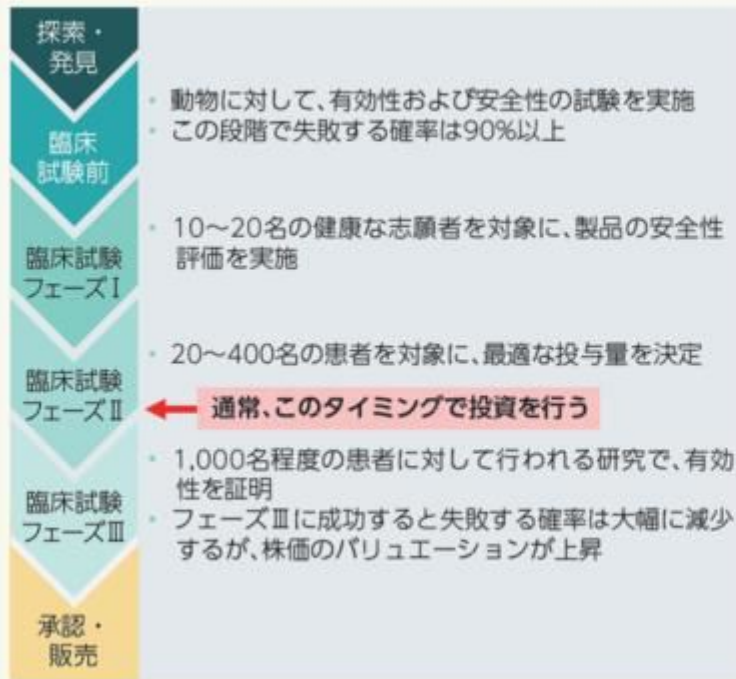 探索・
発見
・ 動物に対して、有効性および安全性の試験を実施
・ この段階で失敗する確率は90%以上
臨床
試験前
・ 10～20名の健康な志願者を対象に、製品の安全性
評価を実施
臨床試験
フェーズⅠ
・ 20～400名の患者を対象に、最適な投与量を決定
臨床試験
フェーズⅡ
通常、このタイミングで投資を行う
・ 1,000名程度の患者に対して行われる研究で、有効
性を証明
・ フェーズⅢに成功すると失敗する確率は大幅に減少
するが、株価のバリュエーションが上昇
臨床試験
フェーズⅢ
承認・
販売